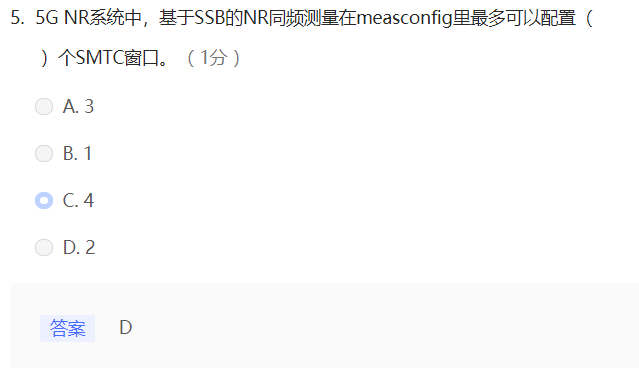 5. 5G NR系统中，基于SSB的NR同频测量在measconfig里最多可以配置（
）个SMTC窗口。（1分）
A. 3
B. 1
C. 4
D. 2
答案 D